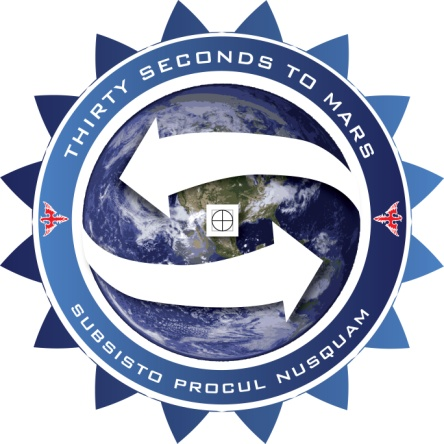 THIRTY SECONDS TO MARS
SUBSISTO PROCUL NUSQUAM